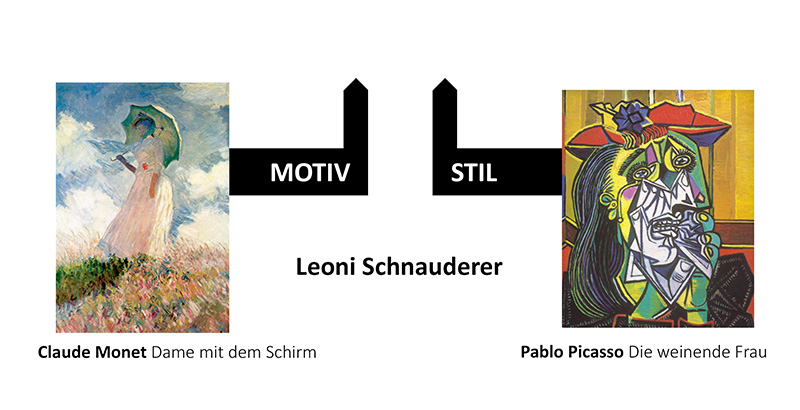 MOTIV
STIL
Leoni Schnauderer
Claude Monet Dame mit dem Schirm
Pablo Picasso Die weinende Frau